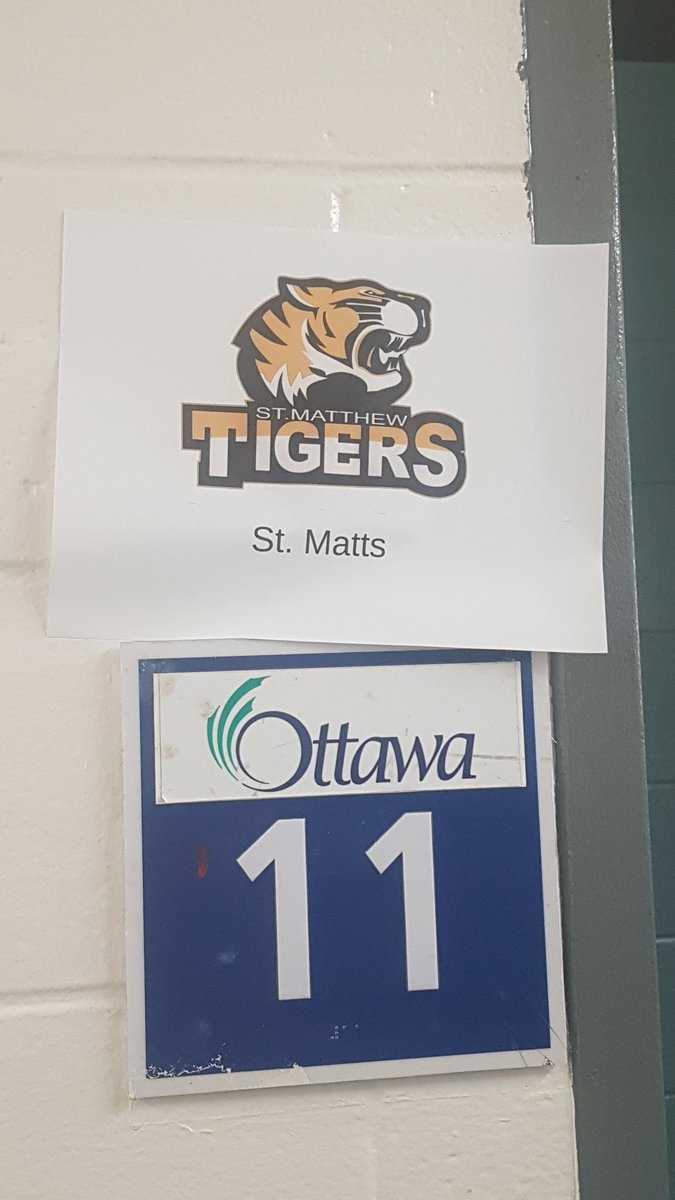 ST. MATTHEW
TIGERS
St. Matts
Ottawa
11